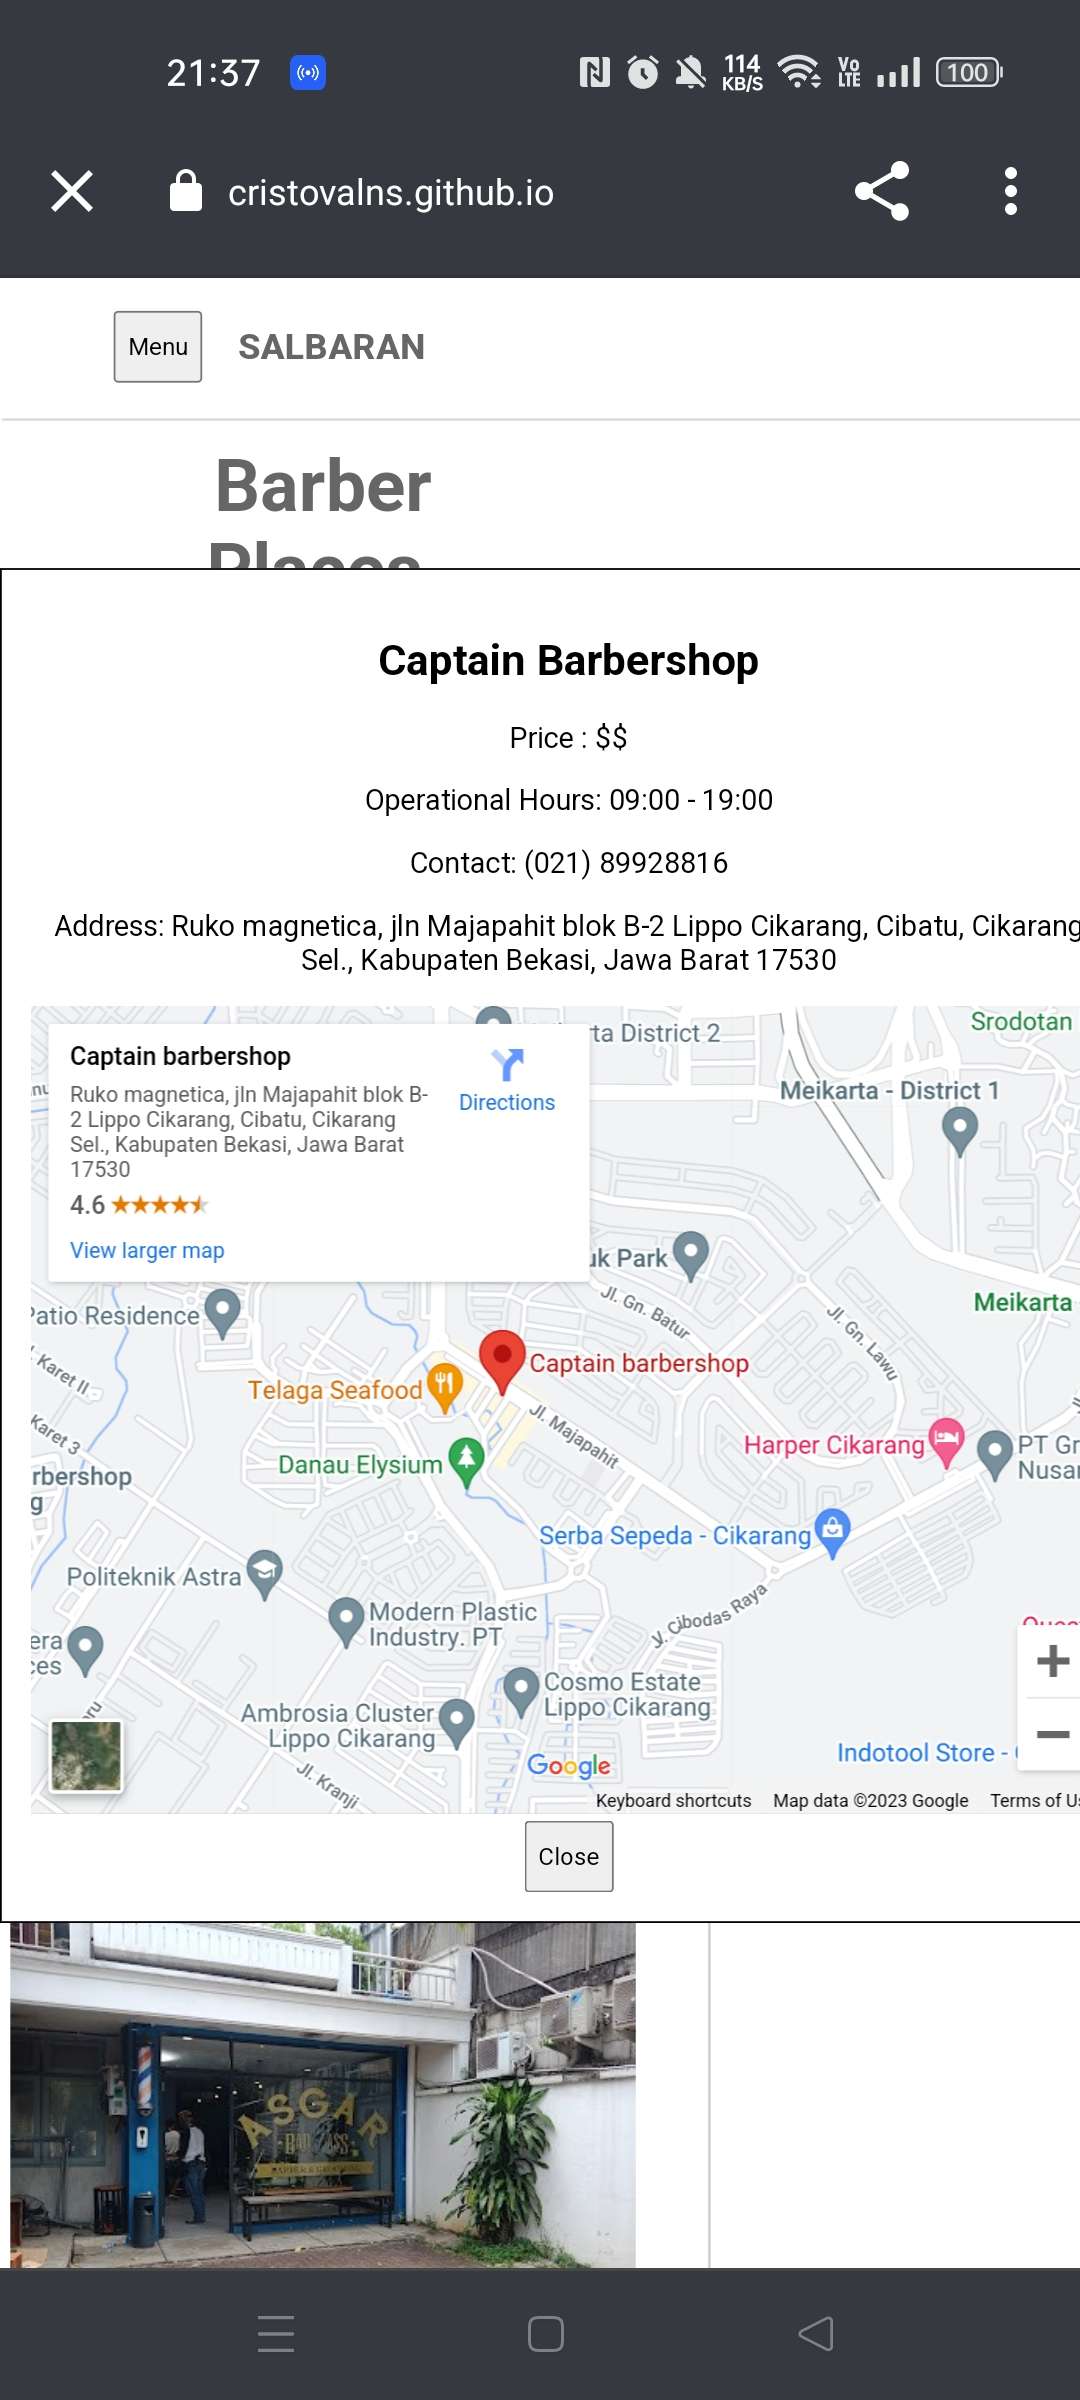 21:37
114
KB/S
Vo
LTE
100
cristovalns.github.io
Menu
SALBARAN
Barber
Places
Captain Barbershop
Price : $$
Operational Hours: 09:00 - 19:00
Contact: (021) 89928816
Address: Ruko magnetica, jln Majapahit blok B-2 Lippo Cikarang, Cibatu, Cikarang
Sel., Kabupaten Bekasi, Jawa Barat 17530
Captain barbershop
Ruko magnetica, jln Majapahit blok B-
2 Lippo Cikarang, Cibatu, Cikarang
Sel., Kabupaten Bekasi, Jawa Barat
17530
4.6
View larger map
Directions
ta District 2
Srodotan
Meikarta - District 1
uk Park
Jl. Gn. Batur
Jl. Gn. Lawu
Meikarta
Patio Residence
Karet II
Captain barbershop
Telaga Seafood
Jl. Majapahit
Karet 3
Harper Cikarang
PT Gr
Nusa
Danau Elysium
rbershop
g
Serba Sepeda - Cikarang
Politeknik Astra
Modern Plastic
Industry. PT
Jl. Cibodas Raya
era
ces
Cosmo Estate
Lippo Cikarang
Ambrosia Cluster
Lippo Cikarang
Jl. Kranji
Indotool Store -
Google
Keyboard shortcuts
Map data ©2023 Google
Terms of Us
Close
ASGAR